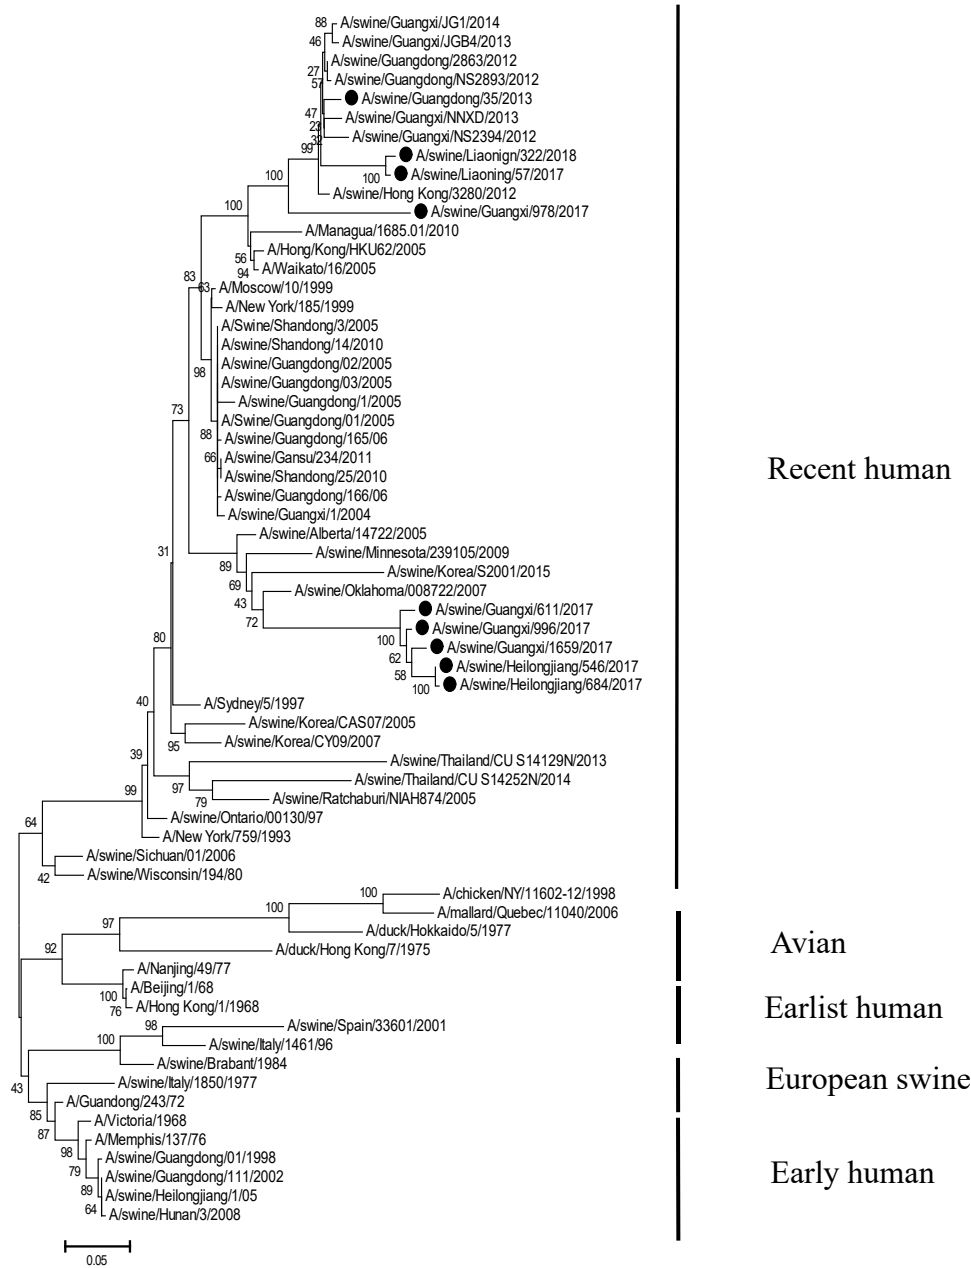 88
A/swine/Guangxi/JG1/2014
46
A/swine/Guangxi/JGB4/2013
A/swine/Guangdong/2863/2012
27
57
A/swine/Guangdong/NS2893/2012
A/swine/Guangdong/35/2013
47
A/swine/Guangxi/NNXD/2013
23
32
A/swine/Guangxi/NS2394/2012
99
A/swine/Liaonign/322/2018
100
A/swine/Liaoning/57/2017
100
A/swine/Hong Kong/3280/2012
100
A/swine/Guangxi/978/2017
A/Managua/1685.01/2010
56
A/Hong/Kong/HKU62/2005
94
A/Waikato/16/2005
83
63
A/Moscow/10/1999
A/New York/185/1999
A/Swine/Shandong/3/2005
A/swine/Shandong/14/2010
A/swine/Guangdong/02/2005
98
A/swine/Guangdong/03/2005
A/swine/Guangdong/1/2005
73
A/Swine/Guangdong/01/2005
88
A/swine/Guangdong/165/06
66
A/swine/Gansu/234/2011
Recent human
A/swine/Shandong/25/2010
A/swine/Guangdong/166/06
A/swine/Guangxi/1/2004
A/swine/Alberta/14722/2005
31
89
A/swine/Minnesota/239105/2009
69
A/swine/Korea/S2001/2015
43
A/swine/Oklahoma/008722/2007
72
A/swine/Guangxi/611/2017
100
A/swine/Guangxi/996/2017
80
62
A/swine/Guangxi/1659/2017
58
A/swine/Heilongjiang/546/2017
100
A/swine/Heilongjiang/684/2017
40
A/Sydney/5/1997
A/swine/Korea/CAS07/2005
95
A/swine/Korea/CY09/2007
39
A/swine/Thailand/CU S14129N/2013
97
A/swine/Thailand/CU S14252N/2014
99
79
A/swine/Ratchaburi/NIAH874/2005
64
A/swine/Ontario/00130/97
A/New York/759/1993
A/swine/Sichuan/01/2006
42
A/swine/Wisconsin/194/80
100
A/chicken/NY/11602-12/1998
100
A/mallard/Quebec/11040/2006
97
A/duck/Hokkaido/5/1977
92
A/duck/Hong Kong/7/1975
Avian
A/Nanjing/49/77
100
A/Beijing/1/68
76
A/Hong Kong/1/1968
Earlist human
98
A/swine/Spain/33601/2001
100
A/swine/Italy/1461/96
A/swine/Brabant/1984
43
A/swine/Italy/1850/1977
European swine
85
A/Guandong/243/72
87
A/Victoria/1968
98
A/Memphis/137/76
79
A/swine/Guangdong/01/1998
A/swine/Guangdong/111/2002
Early human
89
A/swine/Heilongjiang/1/05
64
A/swine/Hunan/3/2008
0.05